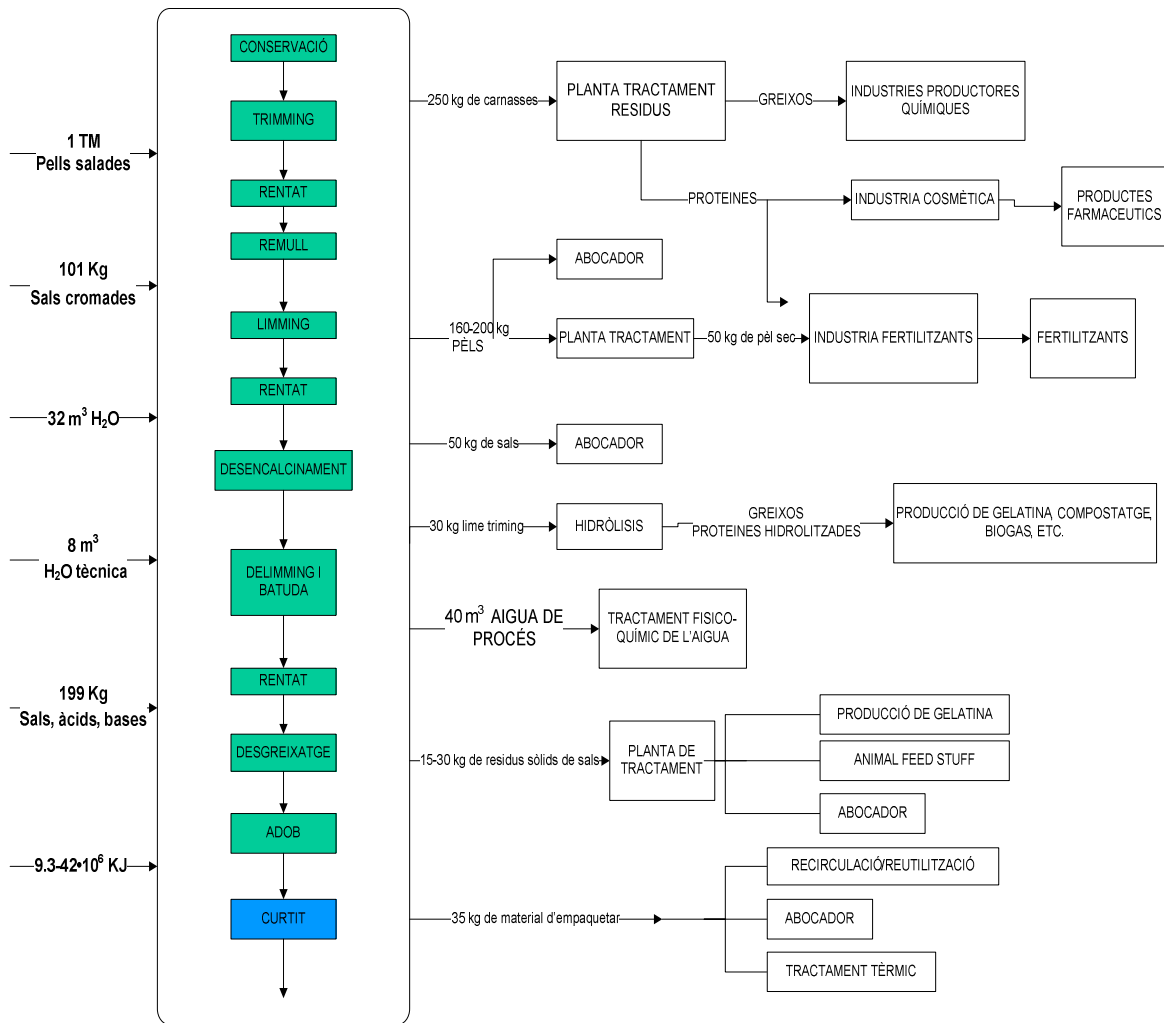 CONSERVACIÓ
TRIMMING
RENTAT
REMULL
LIMMING
RENTAT
DESENCALCINAMENT
DELIMMING I
BATUDA
RENTAT
DESGREIXATGE
ADOB
CURTIT
1 TM
Pells salades
101 Kg
Sals cromades
32 m³ H₂O
8 m³
H₂O tècnica
199 Kg
Sals, àcids, bases
9.3-42•10⁶ KJ
250 kg de carnasses
PLANTA TRACTAMENT
RESIDUS
GREIXOS
INDUSTRIES PRODUCTORES
QUÍMIQUES
PROTEINES
INDUSTRIA COSMÈTICA
PRODUCTES
FARMACEUTICS
ABOCADOR
160-200 kg
PÈLS
PLANTA TRACTAMENT
50 kg de pèl sec
INDUSTRIA FERTILITZANTS
FERTILITZANTS
50 kg de sals
ABOCADOR
30 kg lime triming
HIDRÒLISIS
GREIXOS
PROTEINES HIDROLITZADES
PRODUCCIÓ DE GELATINA, COMPOSTATGE,
BIOGAS, ETC.
40 m³ AIGUA DE
PROCÉS
TRACTAMENT FISICO-
QUÍMIC DE L'AIGUA
15-30 kg de residus sòlids de sals
PLANTA DE
TRACTAMENT
PRODUCCIÓ DE GELATINA
ANIMAL FEED STUFF
ABOCADOR
35 kg de material d'empaquetar
RECIRCULACIÓ/REUTILITZACIÓ
ABOCADOR
TRACTAMENT TÈRMIC